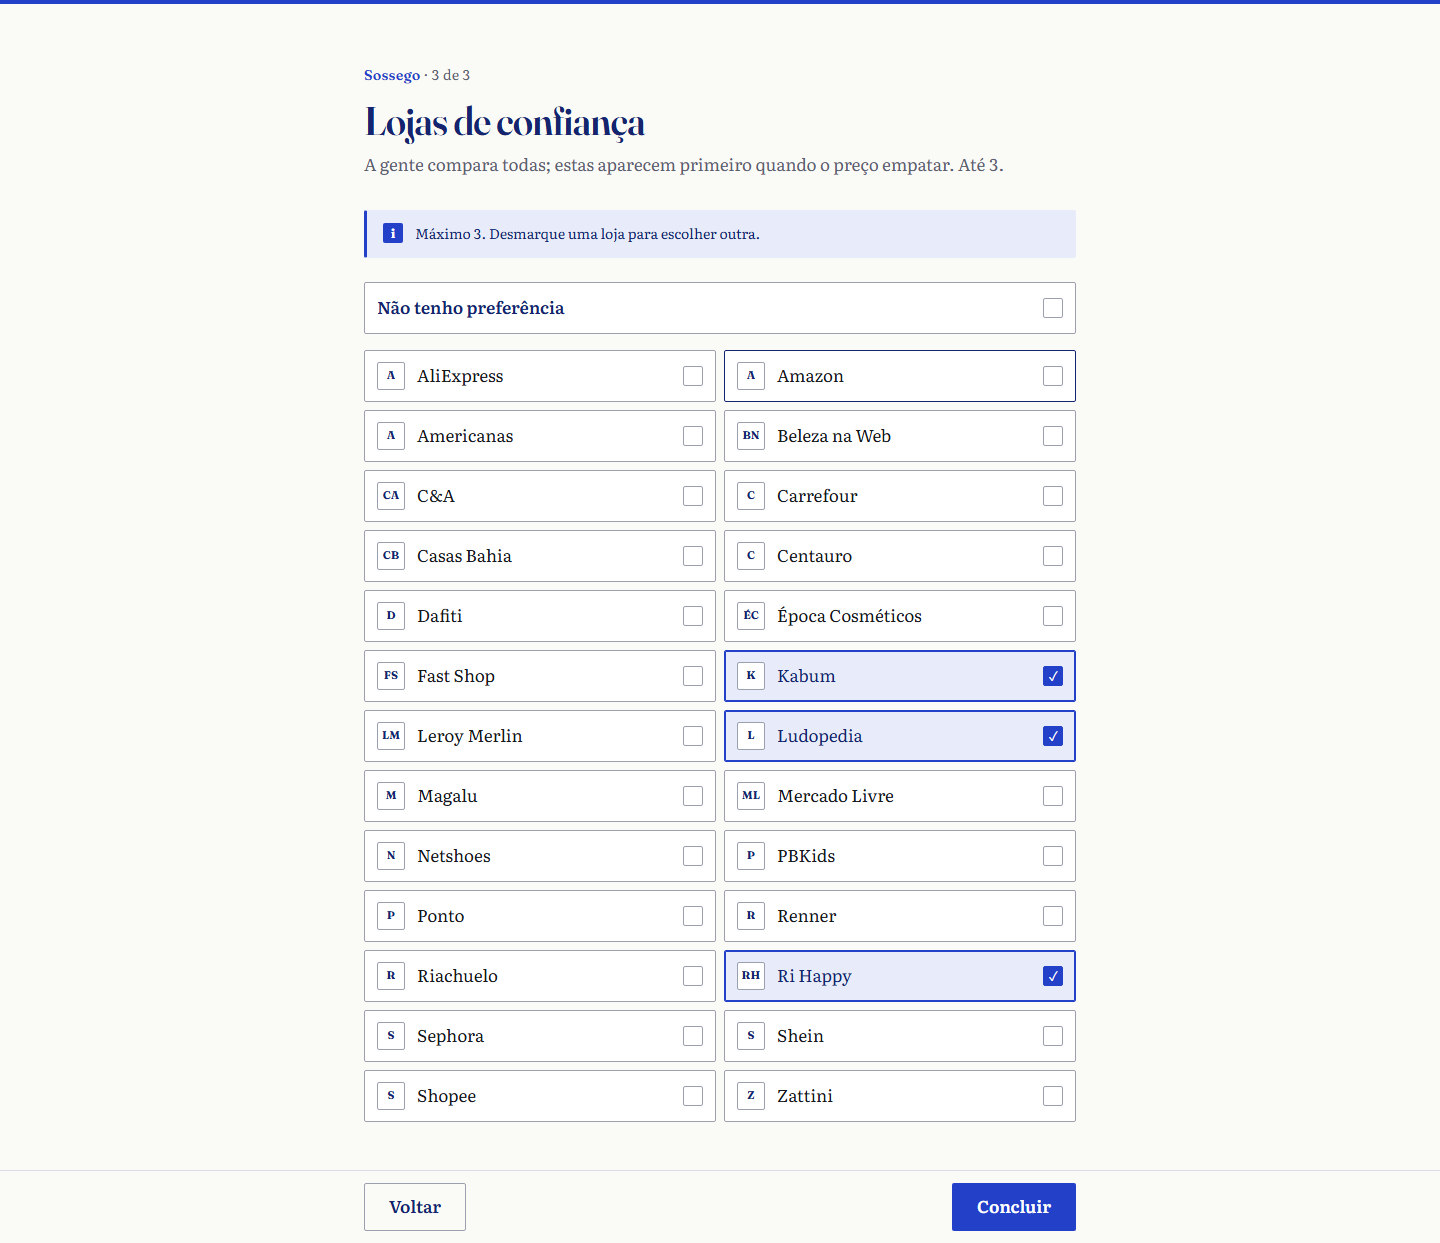 Sossego · 3 de 3
Lojas de confiança
A gente compara todas; estas aparecem primeiro quando o preço empatar. Até 3.
i Máximo 3. Desmarque uma loja para escolher outra.
Não tenho preferência
A AliExpress
A Amazon
A Americanas
BN Beleza na Web
CA C&A
C Carrefour
CB Casas Bahia
C Centauro
D Dafiti
ÉC Época Cosméticos
FS Fast Shop
K Kabum
LM Leroy Merlin
L Ludopedia
M Magalu
ML Mercado Livre
N Netshoes
P PBKids
P Ponto
R Renner
R Riachuelo
RH Ri Happy
S Sephora
S Shein
S Shopee
Z Zattini
Voltar
Concluir